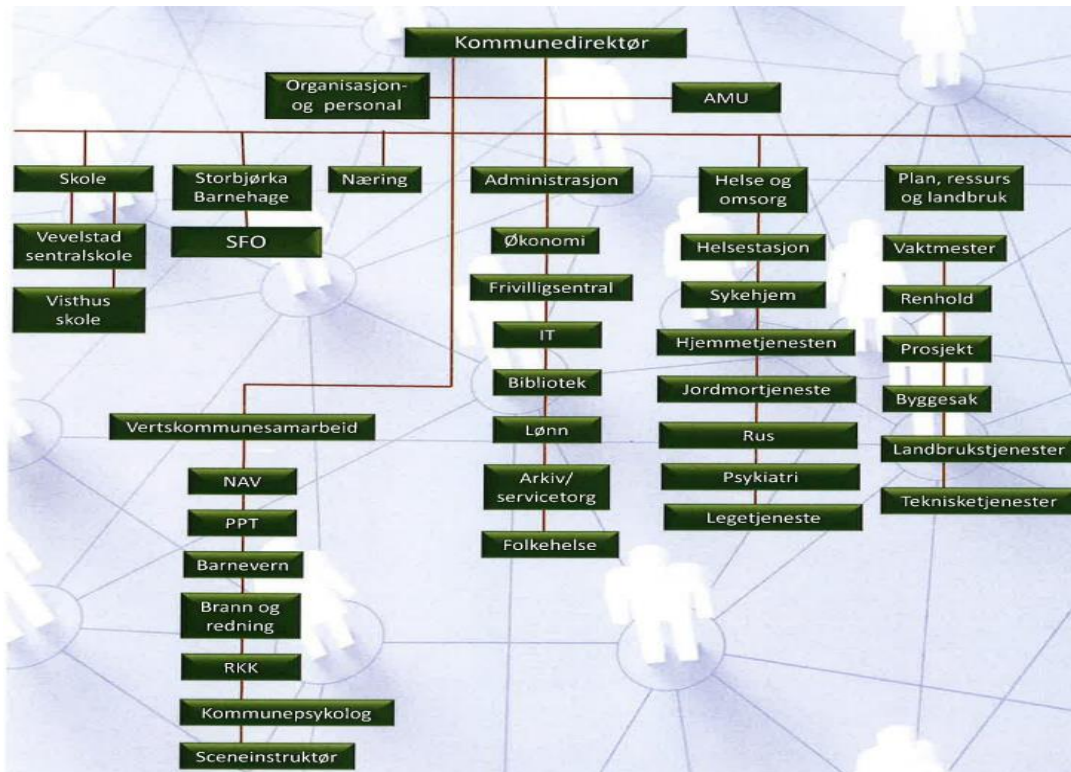 Kommunedirektør
Organisasjon-
og personal
AMU
Skole
Storbjørka
Barnehage
Næring
Administrasjon
Helse og
omsorg
Plan, ressurs
og landbruk
Vevelstad
sentralskole
Visthus
skole
SFO
Økonomi
Frivilligsentral
IT
Bibliotek
Lønn
Arkiv/
servicetorg
Folkehelse
Helsestasjon
Sykehjem
Hjemmetjenesten
Jordmortjeneste
Rus
Psykiatri
Legetjeneste
Vaktmester
Renhold
Prosjekt
Byggesak
Landbrukstjenester
Tekniskетjenester
Vertskommunesamarbeid
NAV
PPT
Barnevern
Brann og
redning
RKK
Kommunepsykolog
Sceneinstruktør